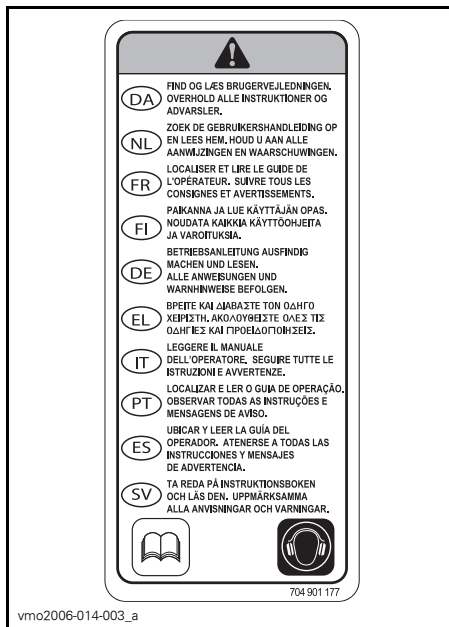 DA
FIND OG LÆS BRUGERVEJLEDNINGEN.
OVERHOLD ALLE INSTRUKTIONER OG
ADVARSLER.
NL
ZOEK DE GEBRUIKERSHANDLEIDING OP
EN LEES HEM. HOUD U AAN ALLE
AANWIJZINGEN EN WAARSCHUWINGEN.
FR
LOCALISER ET LIRE LE GUIDE DE
L'OPÉRATEUR. SUIVRE TOUS LES
CONSIGNES ET AVERTISSEMENTS.
FI
PAIKANNA JA LUE KÄYTTÄJÄN OPAS.
NOUDATA KAIKKIA KÄYTTÖOHJEITA
JA VAROITUKSIA.
DE
BETRIEBSANLEITUNG AUSFINDIG
MACHEN UND LESEN.
ALLE ANWEISUNGEN UND
WARNHINWEISE BEFOLGEN.
EL
ΒΡΕΙΤΕ ΚΑΙ ΔΙΑΒΑΣΤΕ ΤΟΝ ΟΔΗΓΟ
ΧΕΙΡΙΣΤΗ. ΑΚΟΛΟΥΘΕΙΣΤΕ ΟΛΕΣ ΤΙΣ
ΟΔΗΓΙΕΣ ΚΑΙ ΠΡΟΕΙΔΟΠΟΙΗΣΕΙΣ.
IT
LEGGERE IL MANUALE
DELL'OPERATORE. SEGUIRE TUTTE LE
ISTRUZIONI E AVVERTENZE.
PT
LOCALIZAR E LER O GUIA DE OPERAÇÃO.
OBSERVAR TODAS AS INSTRUÇÕES E
MENSAGENS DE AVISO.
ES
UBICAR Y LEER LA GUÍA DEL
OPERADOR. ATENERSE A TODAS LAS
INSTRUCCIONES Y MENSAJES
DE ADVERTENCIA.
SV
TA REDA PÅ INSTRUKTIONSBOKEN
OCH LÄS DEN. UPPMÄRKSAMMA
ALLA ANVISNINGAR OCH VARNINGAR.
704 901 177
vmo2006-014-003_a